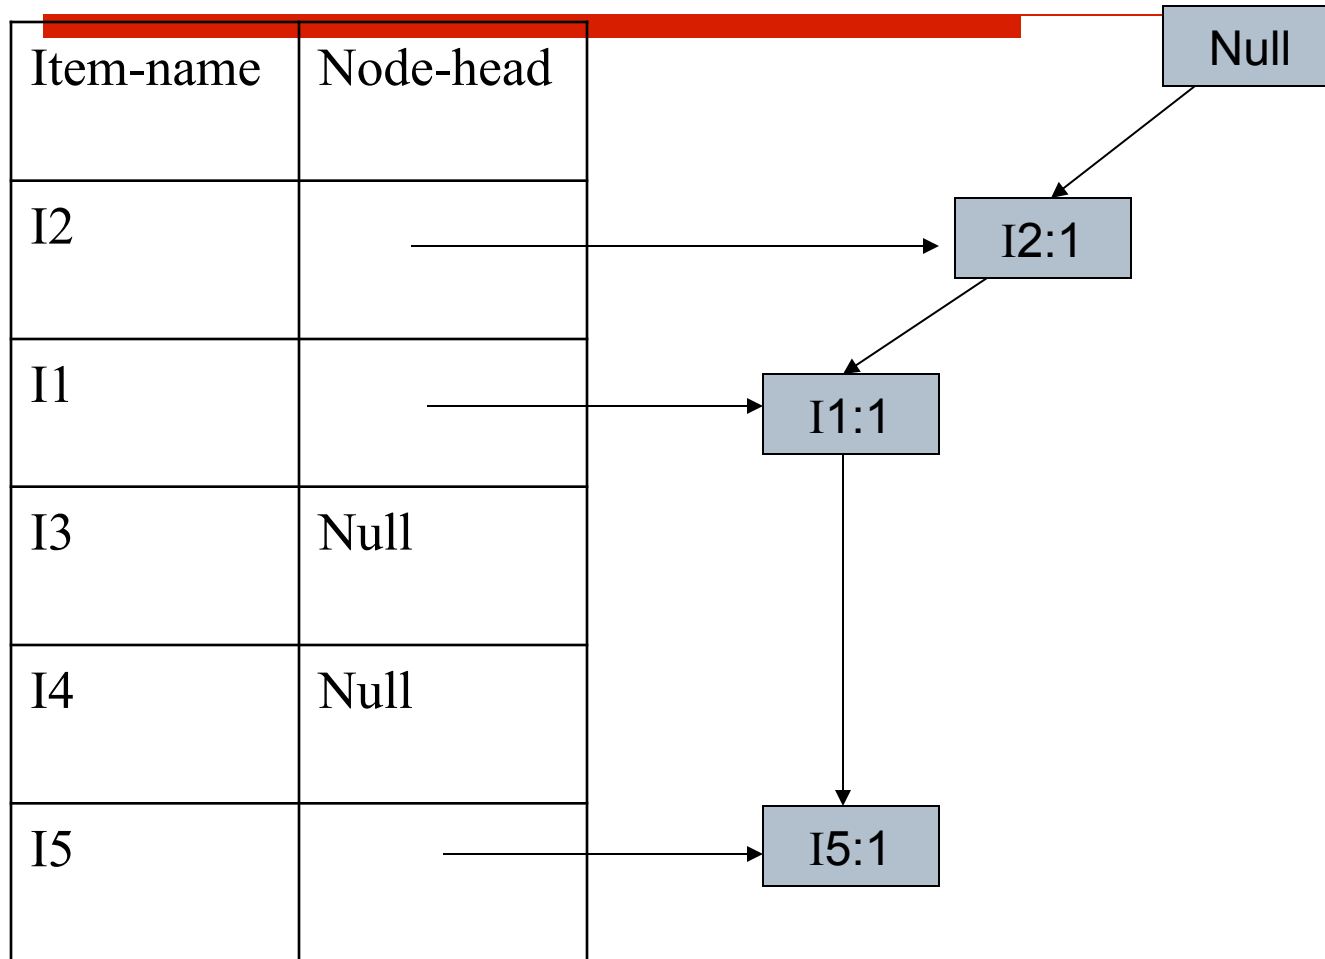 Item-name Node-head
Null
I2
I2:1
I1
I1:1
I3 Null
I4 Null
I5
I5:1